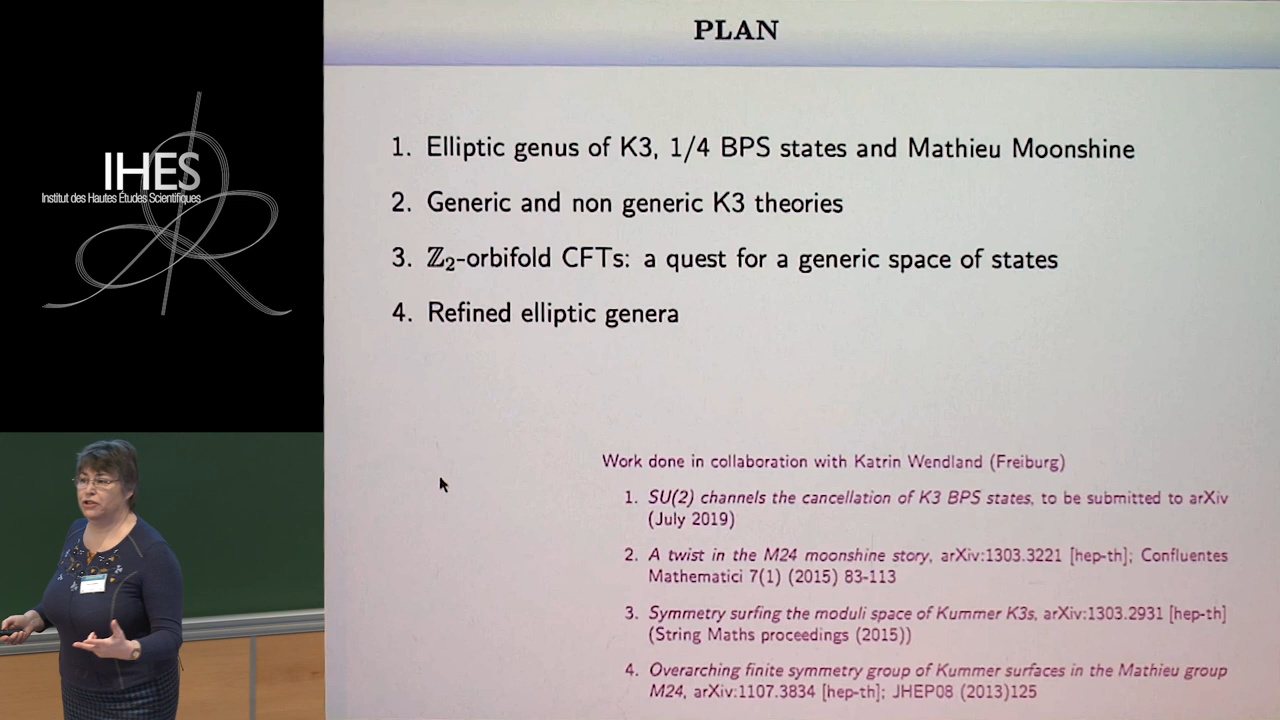 IHES
Institut des Hautes Études Scientifiques
PLAN
1. Elliptic genus of K3, 1/4 BPS states and Mathieu Moonshine
2. Generic and non generic K3 theories
3. ℤ₂-orbifold CFTs: a quest for a generic space of states
4. Refined elliptic genera
Work done in collaboration with Katrin Wendland (Freiburg)
1. SU(2) channels the cancellation of K3 BPS states, to be submitted to arXiv
(July 2019)
2. A twist in the M24 moonshine story, arXiv:1303.3221 [hep-th]; Confluentes
Mathematici 7(1) (2015) 83-113
3. Symmetry surfing the moduli space of Kummer K3s, arXiv:1303.2931 [hep-th]
(String Maths proceedings (2015))
4. Overarching finite symmetry group of Kummer surfaces in the Mathieu group
M24, arXiv:1107.3834 [hep-th]; JHEP08 (2013)125